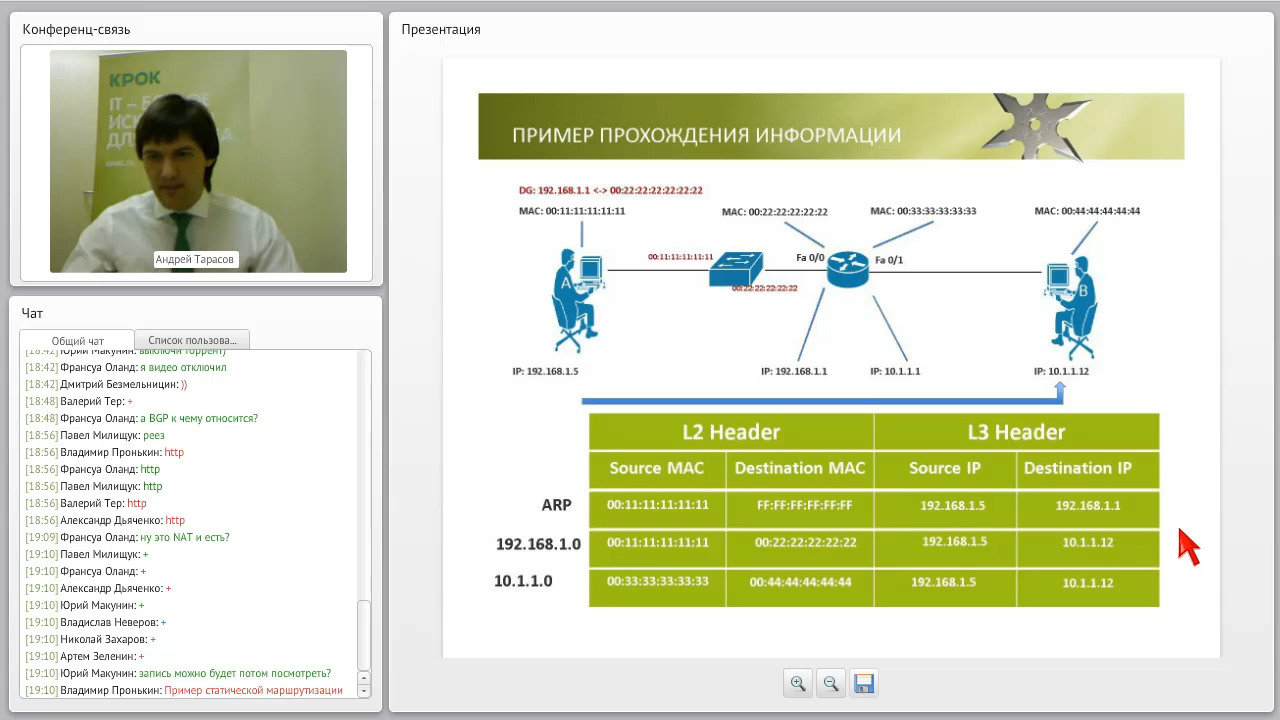 Конференц-связь
КРОК
Андрей Тарасов
Чат
Общий чат
Список пользова...
[18:42] Юрий Макунин: выключи торрент)
[18:42] Франсуа Оланд: я видео отключил
[18:42] Дмитрий Безмельницин: ))
[18:48] Валерий Тер: +
[18:48] Франсуа Оланд: а BGP к чему относится?
[18:56] Павел Милищук: реез
[18:56] Владимир Пронькин: http
[18:56] Франсуа Оланд: http
[18:56] Павел Милищук: http
[18:56] Валерий Тер: http
[18:56] Александр Дьяченко: http
[19:09] Франсуа Оланд: ну это NAT и есть?
[19:10] Павел Милищук: +
[19:10] Франсуа Оланд: +
[19:10] Александр Дьяченко: +
[19:10] Юрий Макунин: +
[19:10] Владислав Неверов: +
[19:10] Николай Захаров: +
[19:10] Артем Зеленин: +
[19:10] Юрий Макунин: запись можно будет потом посмотреть?
[19:10] Владимир Пронькин: Пример статической маршрутизации
Презентация
ПРИМЕР ПРОХОЖДЕНИЯ ИНФОРМАЦИИ
DG: 192.168.1.1 <-> 00:22:22:22:22:22:22
MAC: 00:11:11:11:11:11
MAC: 00:22:22:22:22:22
MAC: 00:33:33:33:33:33
MAC: 00:44:44:44:44:44
00:11:11:11:11:11
Fa 0/0
Fa 0/1
A
B
00:22:22:22:22:22
IP: 192.168.1.5
IP: 192.168.1.1
IP: 10.1.1.1
IP: 10.1.1.12
L2 Header
L3 Header
Source MAC
Destination MAC
Source IP
Destination IP
ARP
00:11:11:11:11:11
FF:FF:FF:FF:FF:FF
192.168.1.5
192.168.1.1
192.168.1.0
00:11:11:11:11:11
00:22:22:22:22:22
192.168.1.5
10.1.1.12
10.1.1.0
00:33:33:33:33:33
00:44:44:44:44:44
192.168.1.5
10.1.1.12